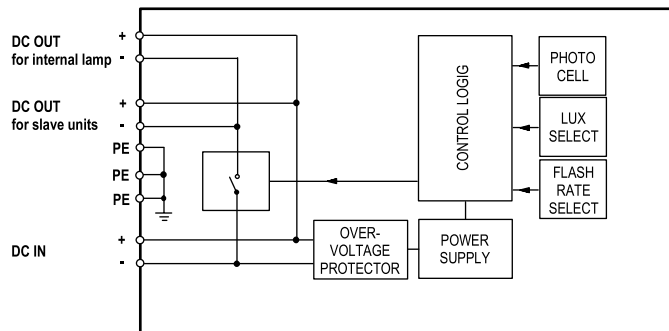 DC OUT
for internal lamp
+
-
DC OUT
for slave units
+
-
PE
PE
PE
DC IN
+
-
CONTROL LOGIG
PHOTO
CELL
LUX
SELECT
FLASH
RATE
SELECT
OVER-
VOLTAGE
PROTECTOR
POWER
SUPPLY